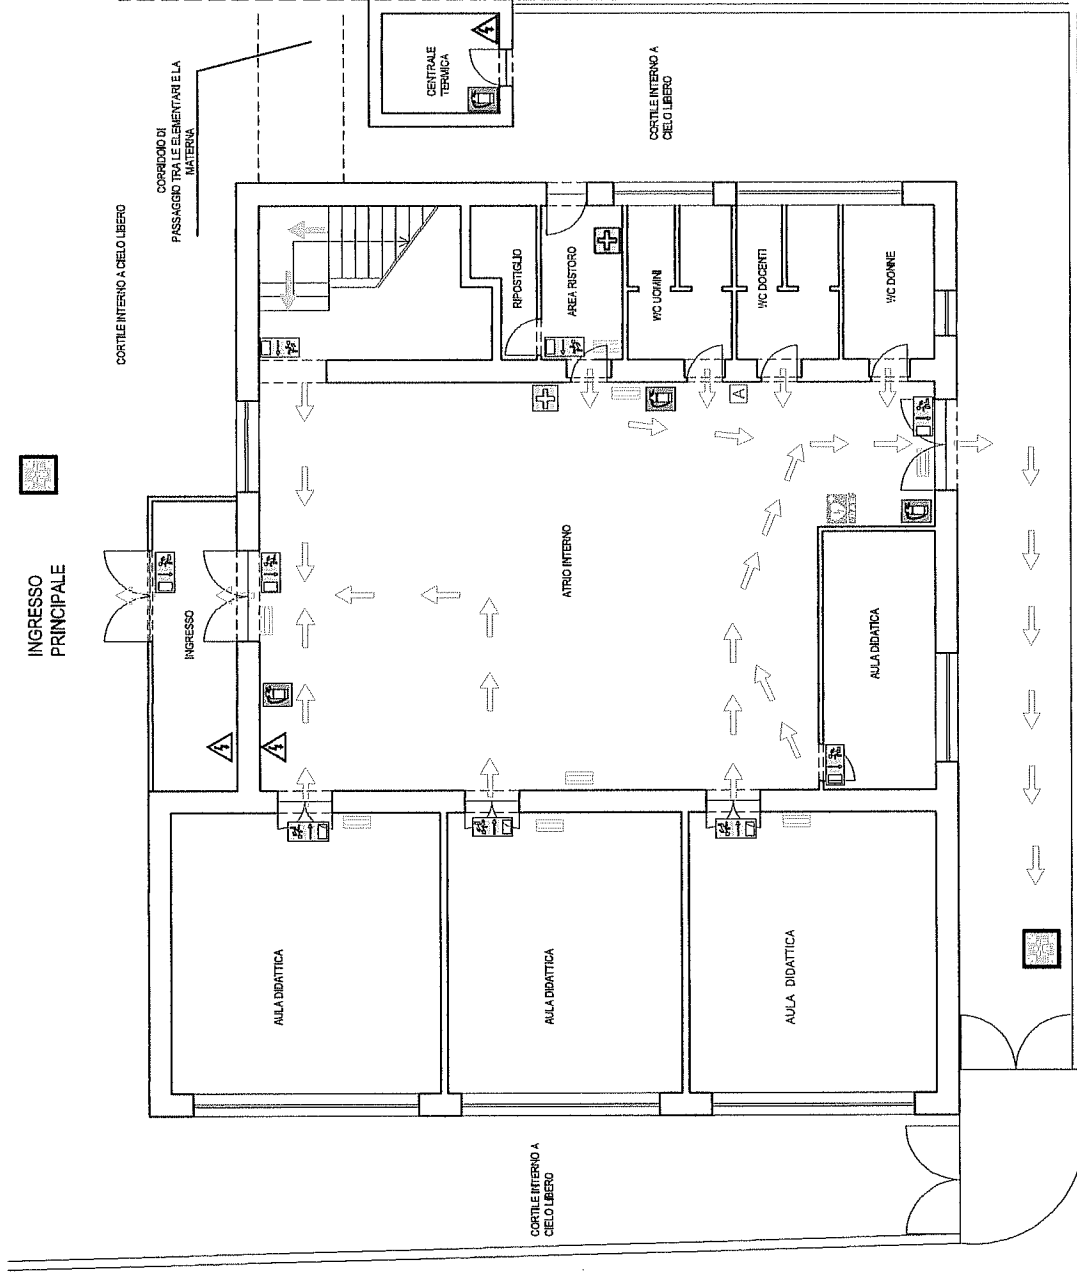 CORRIDOIO DI
PASSAGGIO TRA LE ELEMENTARI E LA
MATERNA
CENTRALE
TERMICA
CORTILE INTERNO A
CIELO LIBERO
CORTILE INTERNO A CIELO LIBERO
RIPOSTIGLIO
AREA RISTORO
WC UOMINI
WC DOCENTI
WC DONNE
INGRESSO
PRINCIPALE
INGRESSO
ATRIO INTERNO
A
AULA DIDATTICA
AULA DIDATTICA
AULA DIDATTICA
AULA DIDATTICA
CORTILE INTERNO A
CIELO LIBERO